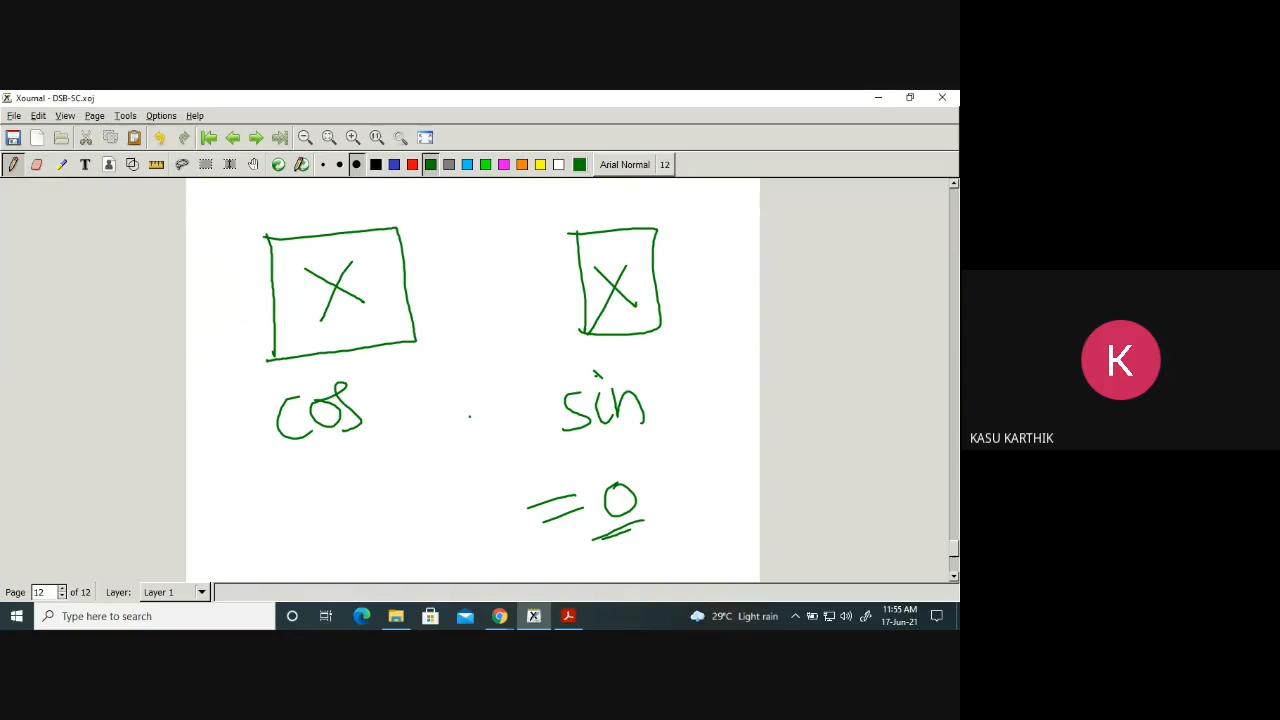 Xournal - DSB-SC.xoj
File Edit View Page Tools Options Help
T Arial Normal 12
X X
cos . sin
= 0
K
KASU KARTHIK
Page 12 of 12 Layer: Layer 1
Type here to search 29°C Light rain 11:55 AM
17-Jun-21